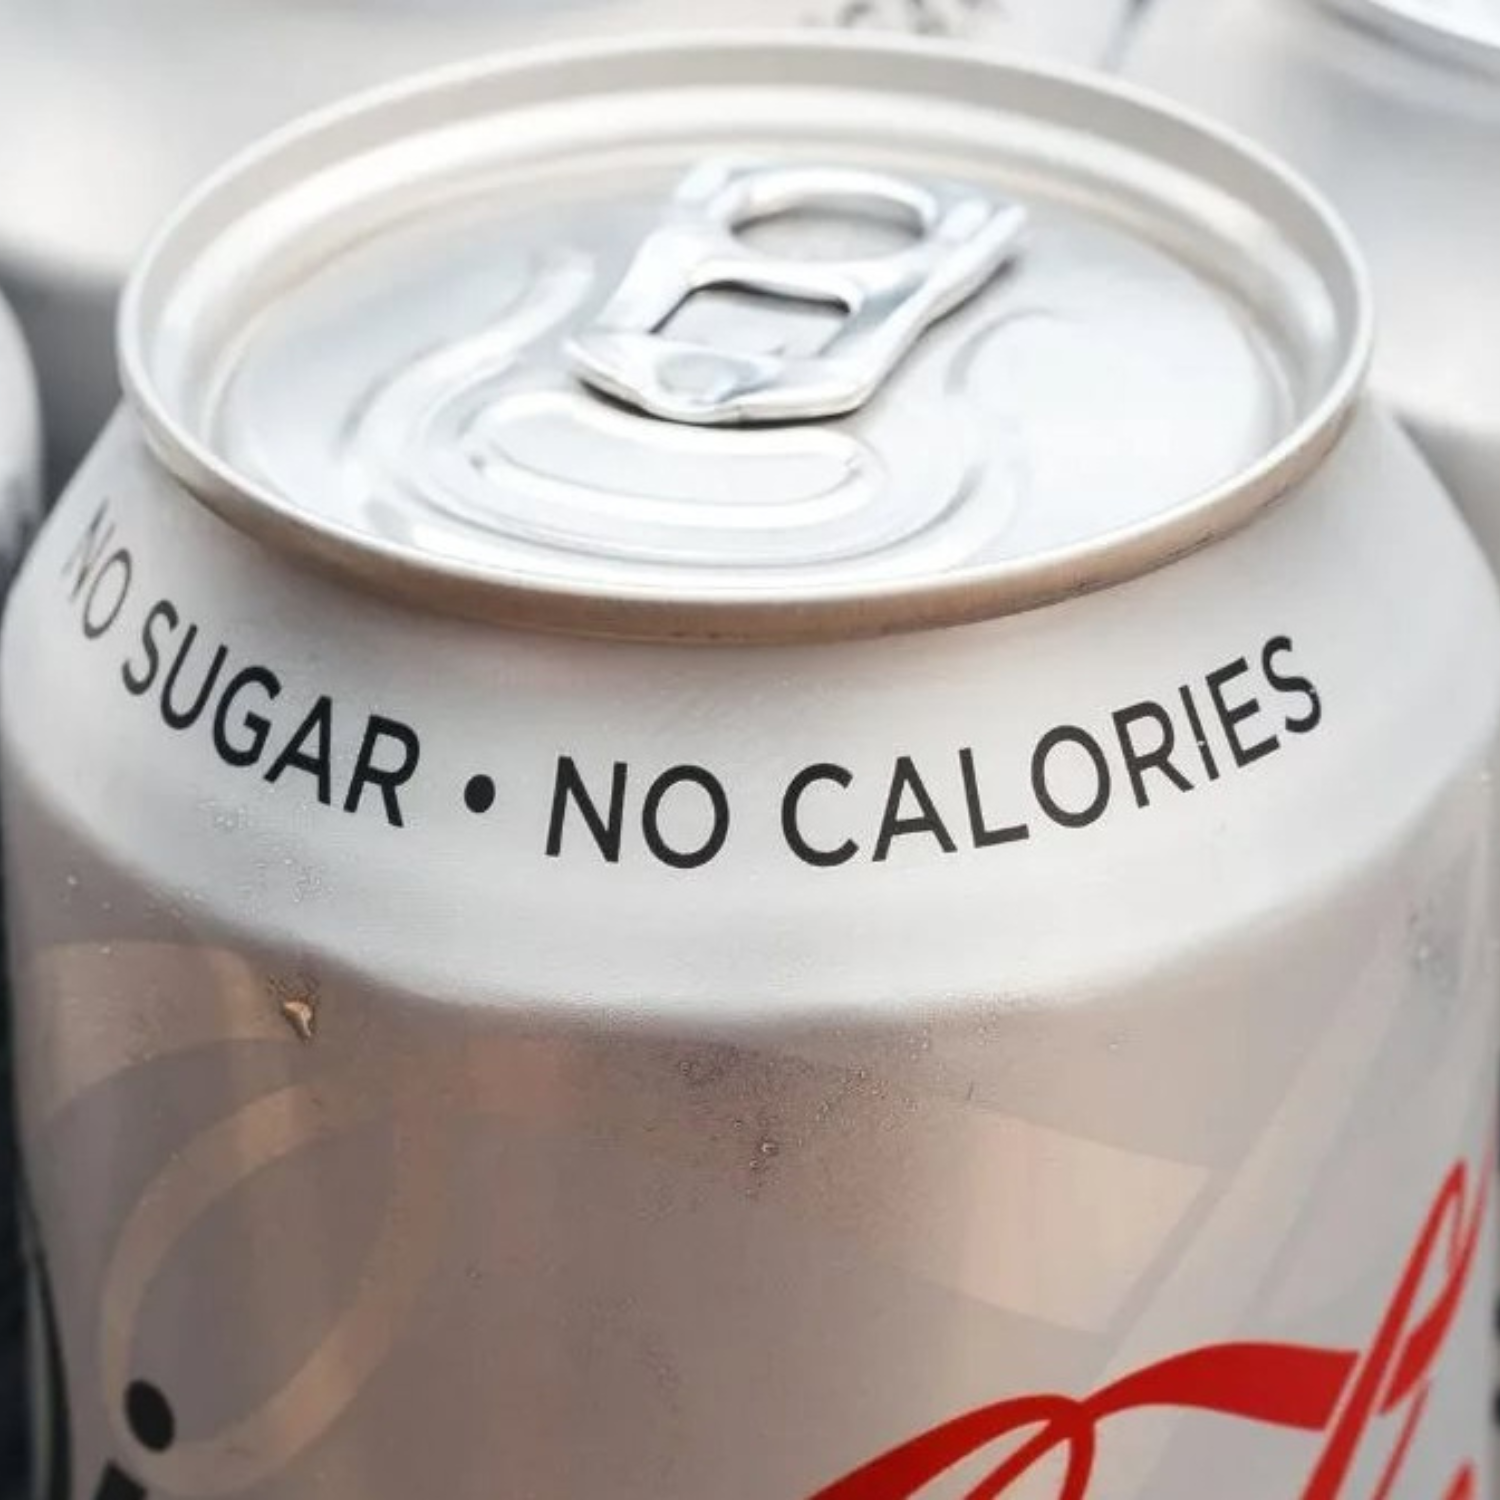 NO SUGAR • NO CALORIES